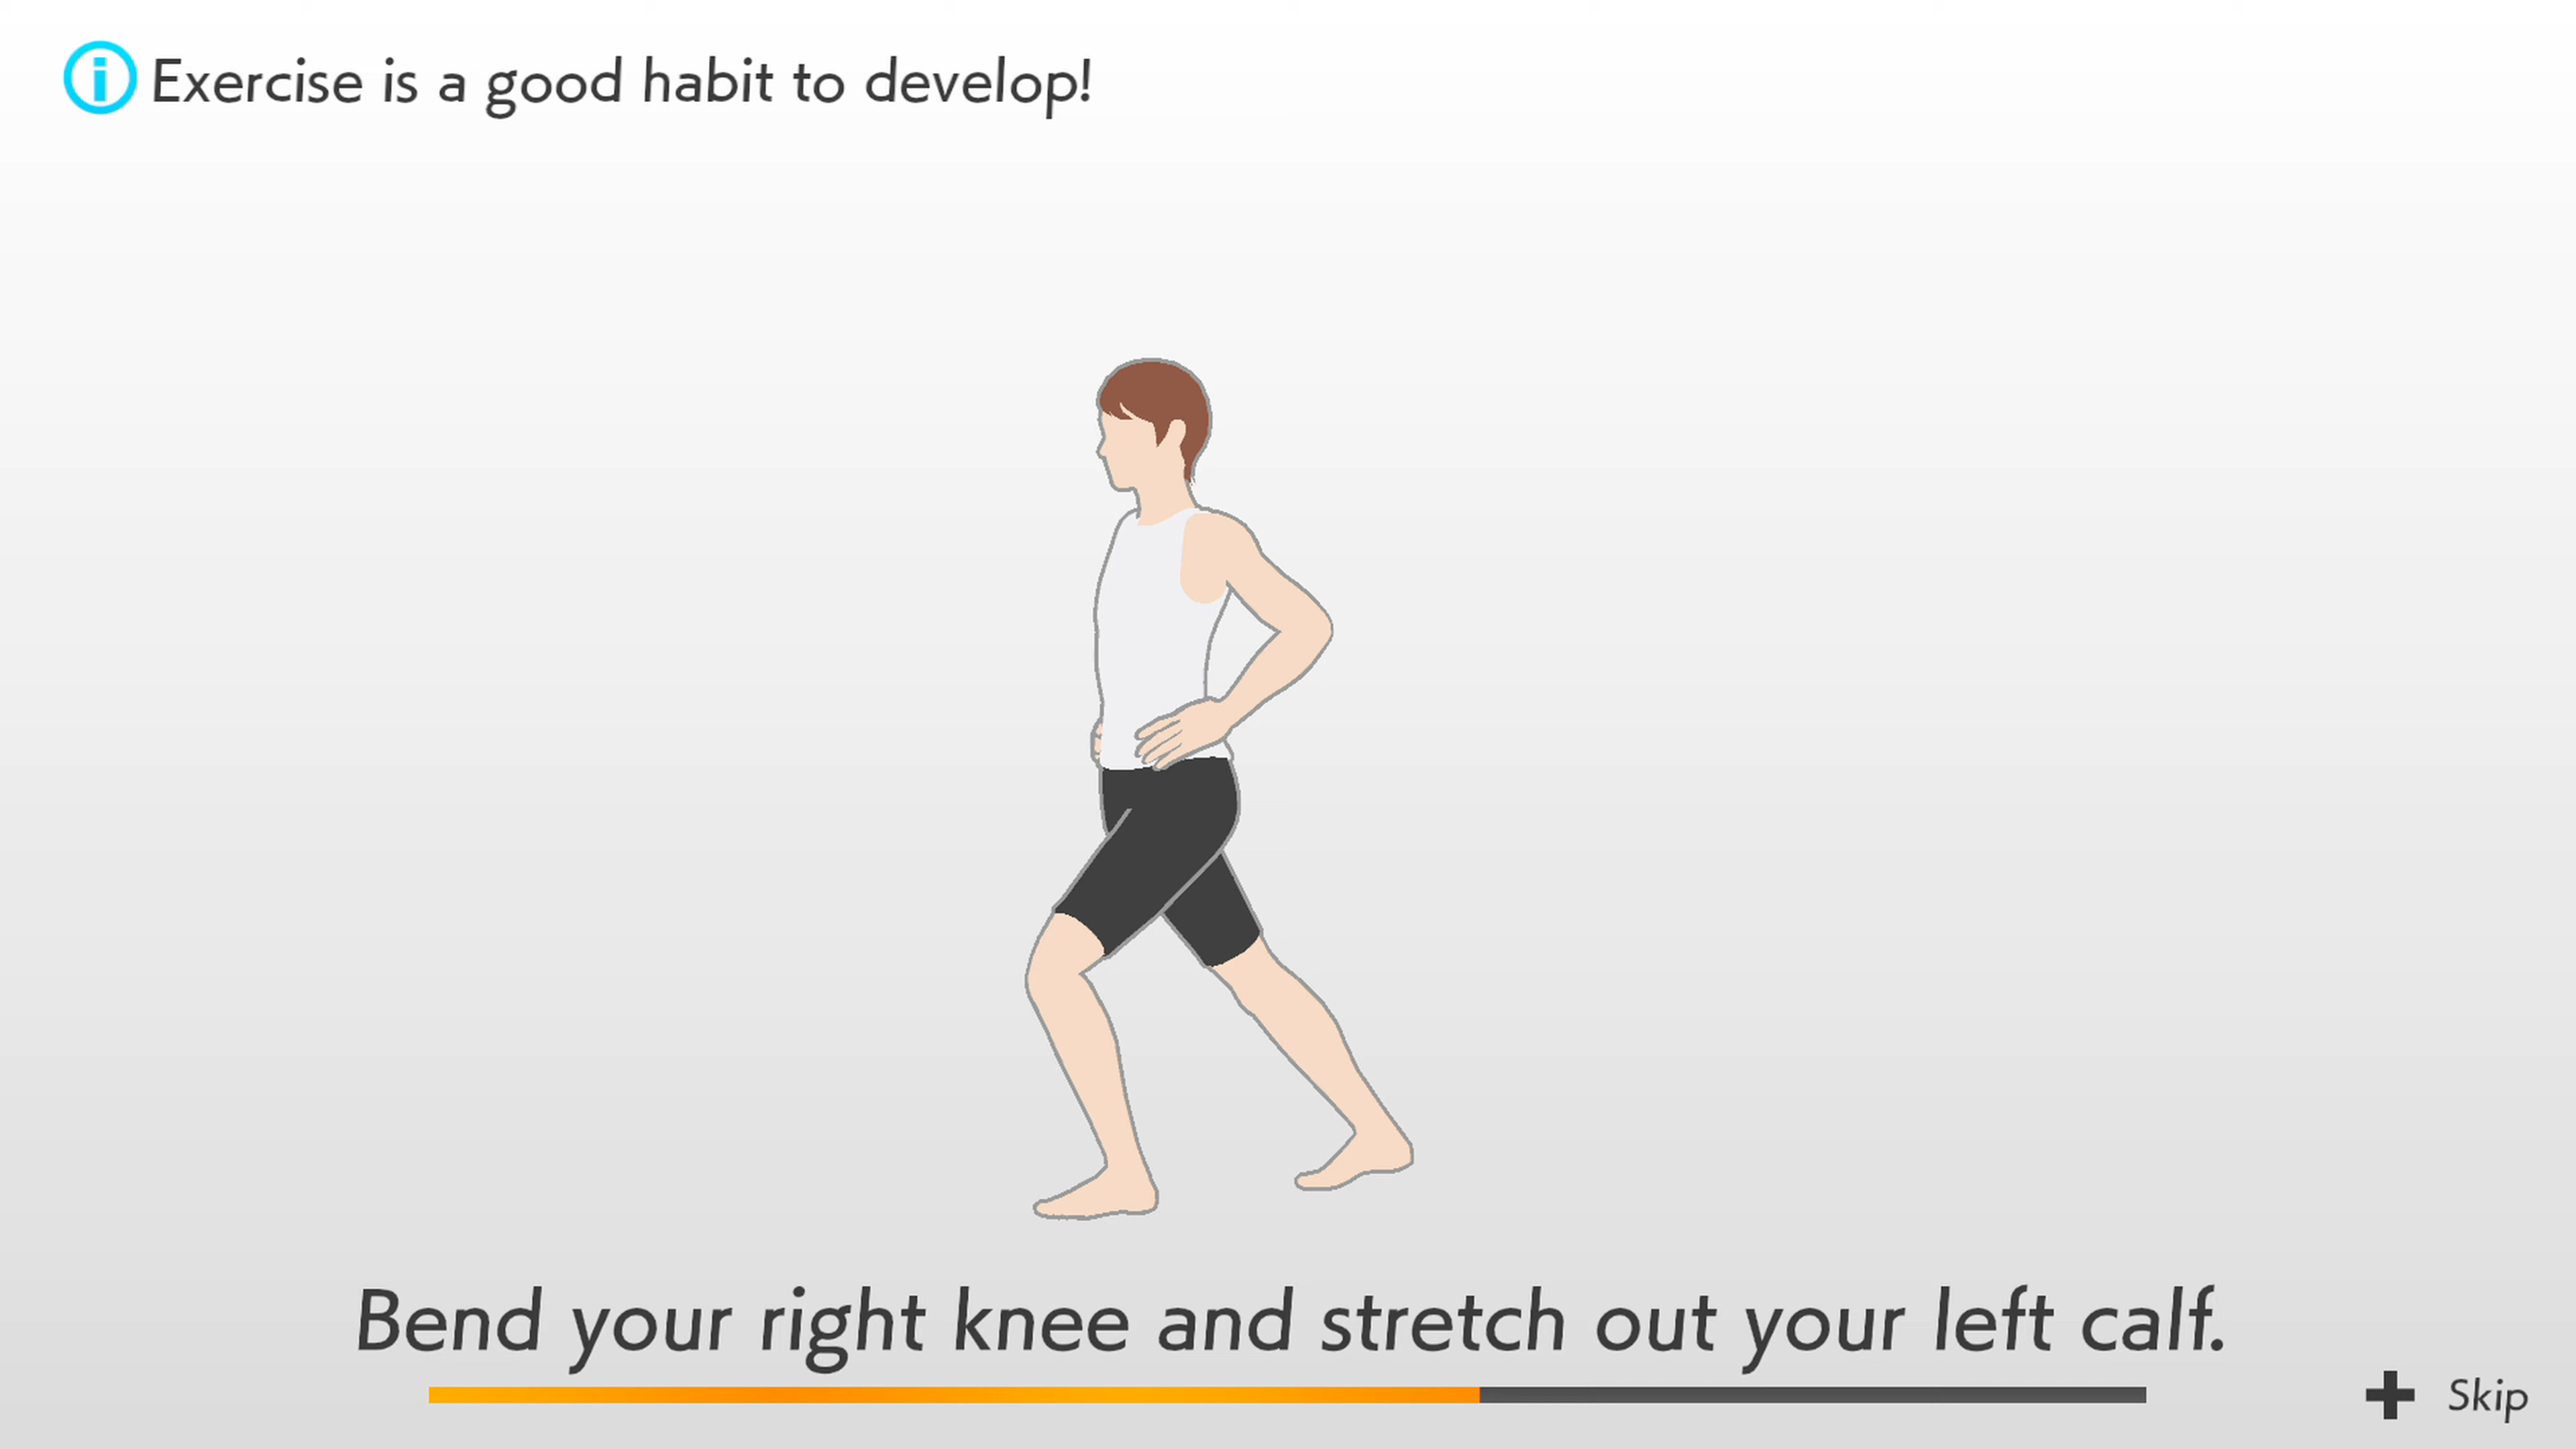 Exercise is a good habit to develop!
Bend your right knee and stretch out your left calf.
Skip